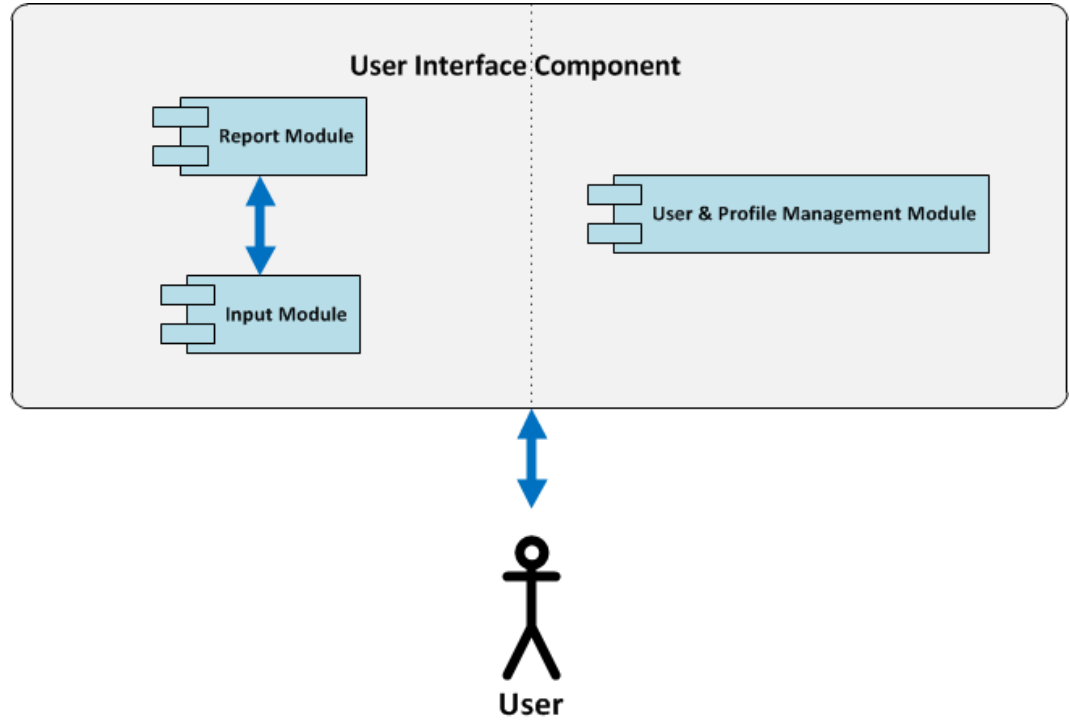 User Interface Component
Report Module
User & Profile Management Module
Input Module
User